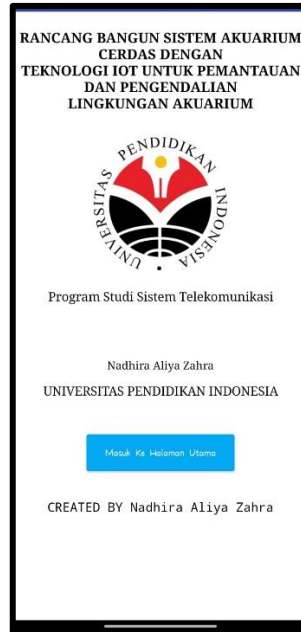 RANCANG BANGUN SISTEM AKUARIUM
CERDAS DENGAN
TEKNOLOGI IOT UNTUK PEMANTAUAN
DAN PENGENDALIAN
LINGKUNGAN AKUARIUM
UNIVERSITAS PENDIDIKAN INDONESIA
Program Studi Sistem Telekomunikasi
Nadhira Aliya Zahra
UNIVERSITAS PENDIDIKAN INDONESIA
Masuk Ke Halaman Utama
CREATED BY Nadhira Aliya Zahra